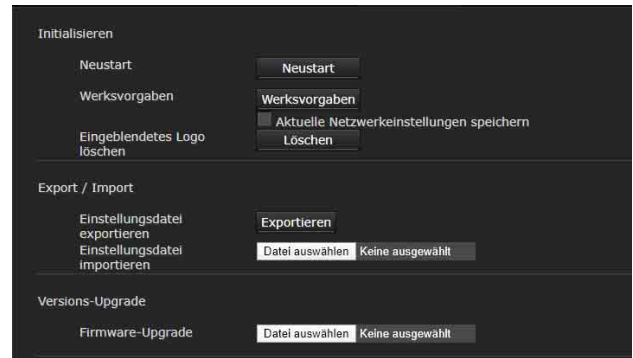 Initialisieren
Neustart Neustart
Werksvorgaben Werksvorgaben
Aktuelle Netzwerkeinstellungen speichern
Eingeblendetes Logo löschen Löschen
Export / Import
Einstellungsdatei exportieren Exportieren
Einstellungsdatei importieren Datei auswählen Keine ausgewählt
Versions-Upgrade
Firmware-Upgrade Datei auswählen Keine ausgewählt